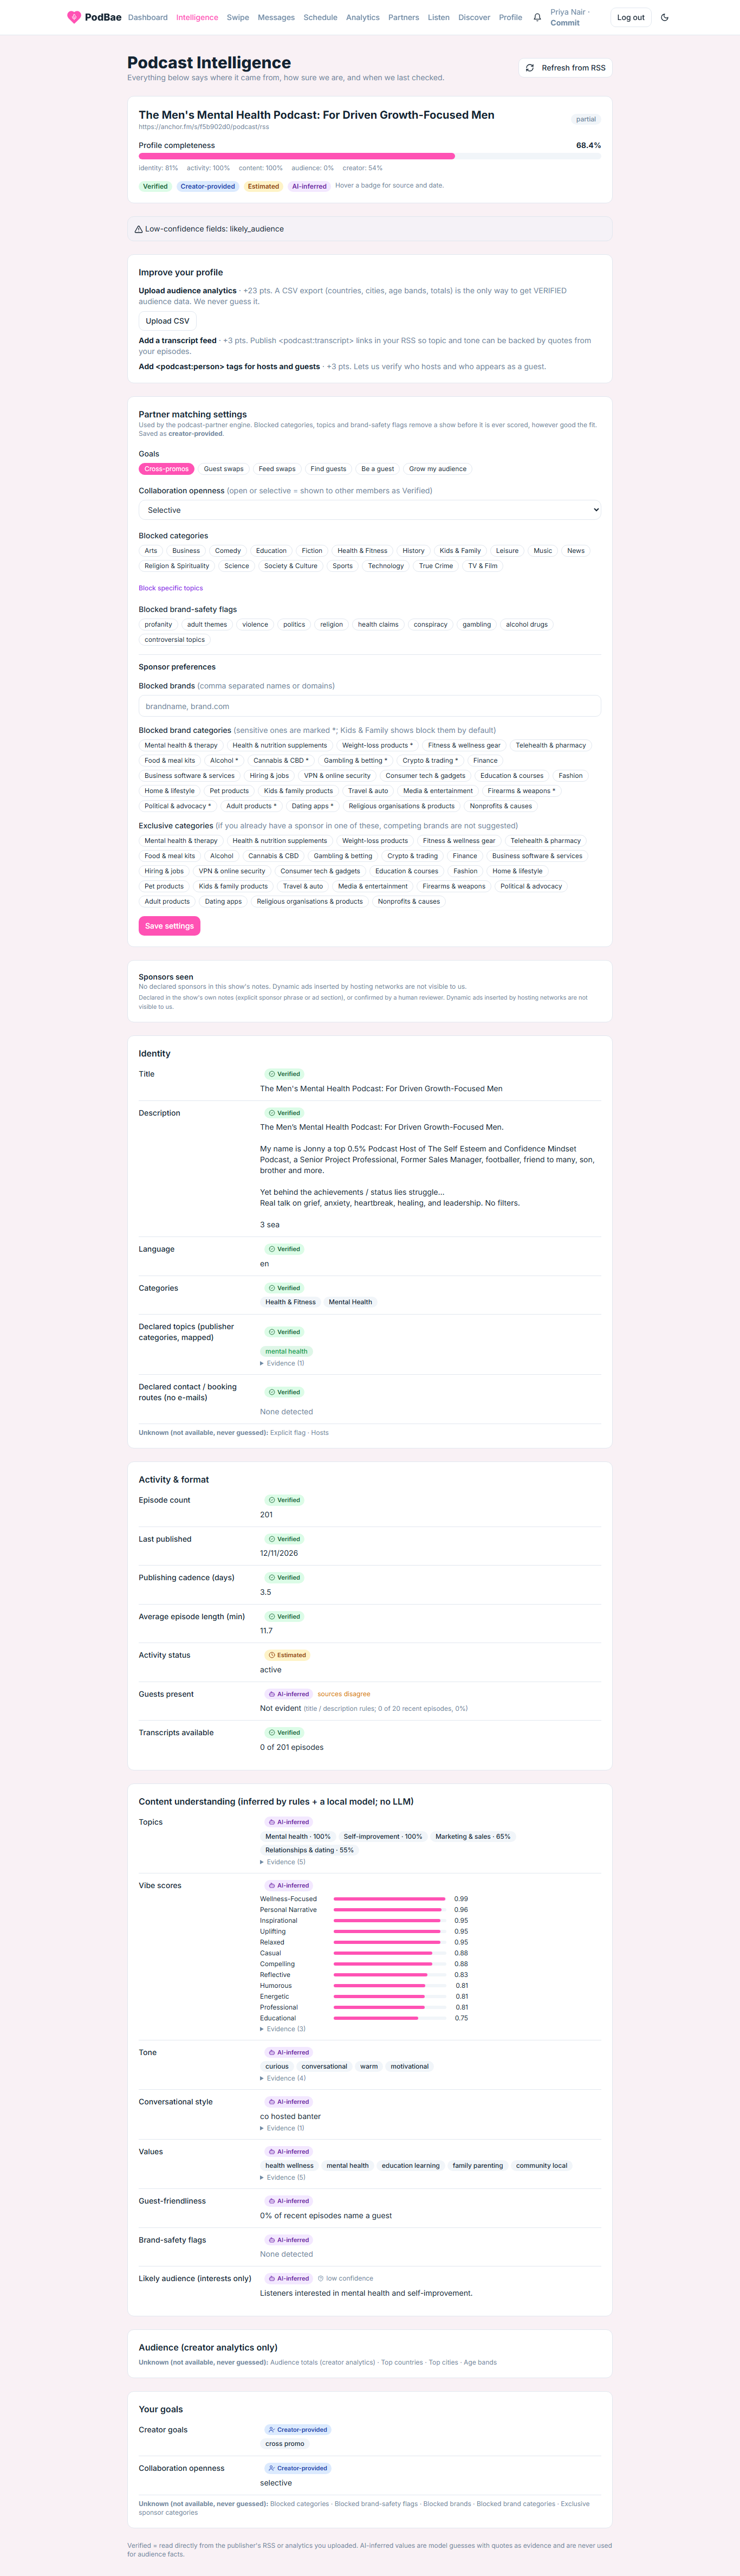 PodBae Dashboard Intelligence Swipe Messages Schedule Analytics Partners Listen Discover Profile Priya Nair · Commit Log out
Podcast Intelligence
Everything below says where it came from, how sure we are, and when we last checked.
Refresh from RSS
The Men's Mental Health Podcast: For Driven Growth-Focused Men
https://anchor.fm/s/f5b902d0/podcast/rss
partial
Profile completeness 68.4%
identity: 81% activity: 100% content: 100% audience: 0% creator: 54%
Verified Creator-provided Estimated AI-inferred Hover a badge for source and date.
Low-confidence fields: likely_audience
Improve your profile
Upload audience analytics · +23 pts. A CSV export (countries, cities, age bands, totals) is the only way to get VERIFIED
audience data. We never guess it.
Upload CSV
Add a transcript feed · +3 pts. Publish <podcast:transcript> links in your RSS so topic and tone can be backed by quotes from
your episodes.
Add <podcast:person> tags for hosts and guests · +3 pts. Lets us verify who hosts and who appears as a guest.
Partner matching settings
Used by the podcast-partner engine. Blocked categories, topics and brand-safety flags remove a show before it is ever scored, however good the fit.
Saved as creator-provided.
Goals
Cross-promos Guest swaps Feed swaps Find guests Be a guest Grow my audience
Collaboration openness (open or selective = shown to other members as Verified)
Selective
Blocked categories
Arts Business Comedy Education Fiction Health & Fitness History Kids & Family Leisure Music News
Religion & Spirituality Science Society & Culture Sports Technology True Crime TV & Film
Block specific topics
Blocked brand-safety flags
profanity adult themes violence politics religion health claims conspiracy gambling alcohol drugs
controversial topics
Sponsor preferences
Blocked brands (comma separated names or domains)
brandname, brand.com
Blocked brand categories (sensitive ones are marked *; Kids & Family shows block them by default)
Mental health & therapy Health & nutrition supplements Weight-loss products * Fitness & wellness gear Telehealth & pharmacy
Food & meal kits Alcohol * Cannabis & CBD * Gambling & betting * Crypto & trading * Finance
Business software & services Hiring & jobs VPN & online security Consumer tech & gadgets Education & courses Fashion
Home & lifestyle Pet products Kids & family products Travel & auto Media & entertainment Firearms & weapons *
Political & advocacy * Adult products * Dating apps * Religious organisations & products Nonprofits & causes
Exclusive categories (if you already have a sponsor in one of these, competing brands are not suggested)
Mental health & therapy Health & nutrition supplements Weight-loss products Fitness & wellness gear Telehealth & pharmacy
Food & meal kits Alcohol Cannabis & CBD Gambling & betting Crypto & trading Finance Business software & services
Hiring & jobs VPN & online security Consumer tech & gadgets Education & courses Fashion Home & lifestyle
Pet products Kids & family products Travel & auto Media & entertainment Firearms & weapons Political & advocacy
Adult products Dating apps Religious organisations & products Nonprofits & causes
Save settings
Sponsors seen
No declared sponsors in this show's notes. Dynamic ads inserted by hosting networks are not visible to us.
Declared in the show's own notes (explicit sponsor phrase or ad section), or confirmed by a human reviewer. Dynamic ads inserted by hosting networks are not
visible to us.
Identity
Title Verified
The Men's Mental Health Podcast: For Driven Growth-Focused Men
Description Verified
The Men's Mental Health Podcast: For Driven Growth-Focused Men.
My name is Jonny a top 0.5% Podcast Host of The Self Esteem and Confidence Mindset
Podcast, a Senior Project Professional, Former Sales Manager, footballer, friend to many, son,
brother and more.
Yet behind the achievements / status lies struggle...
Real talk on grief, anxiety, heartbreak, healing, and leadership. No filters.
3 sea
Language Verified
en
Categories Verified
Health & Fitness Mental Health
Declared topics (publisher categories, mapped) Verified
mental health
Evidence (1)
Declared contact / booking routes (no e-mails) Verified
None detected
Unknown (not available, never guessed): Explicit flag · Hosts
Activity & format
Episode count Verified
201
Last published Verified
12/11/2026
Publishing cadence (days) Verified
3.5
Average episode length (min) Verified
11.7
Activity status Estimated
active
Guests present AI-inferred sources disagree
Not evident (title / description rules; 0 of 20 recent episodes, 0%)
Transcripts available Verified
0 of 201 episodes
Content understanding (inferred by rules + a local model; no LLM)
Topics AI-inferred
Mental health · 100% Self-improvement · 100% Marketing & sales · 65%
Relationships & dating · 55%
Evidence (5)
Vibe scores AI-inferred
Wellness-Focused 0.99
Personal Narrative 0.96
Inspirational 0.95
Uplifting 0.95
Relaxed 0.95
Casual 0.88
Compelling 0.88
Reflective 0.83
Humorous 0.81
Energetic 0.81
Professional 0.81
Educational 0.75
Evidence (3)
Tone AI-inferred
curious conversational warm motivational
Evidence (4)
Conversational style AI-inferred
co hosted banter
Evidence (1)
Values AI-inferred
health wellness mental health education learning family parenting community local
Evidence (5)
Guest-friendliness AI-inferred
0% of recent episodes name a guest
Brand-safety flags AI-inferred
None detected
Likely audience (interests only) AI-inferred low confidence
Listeners interested in mental health and self-improvement.
Audience (creator analytics only)
Unknown (not available, never guessed): Audience totals (creator analytics) · Top countries · Top cities · Age bands
Your goals
Creator goals Creator-provided
cross promo
Collaboration openness Creator-provided
selective
Unknown (not available, never guessed): Blocked categories · Blocked brand-safety flags · Blocked brands · Blocked brand categories · Exclusive
sponsor categories
Verified = read directly from the publisher's RSS or analytics you uploaded. AI-inferred values are model guesses with quotes as evidence and are never used
for audience facts.